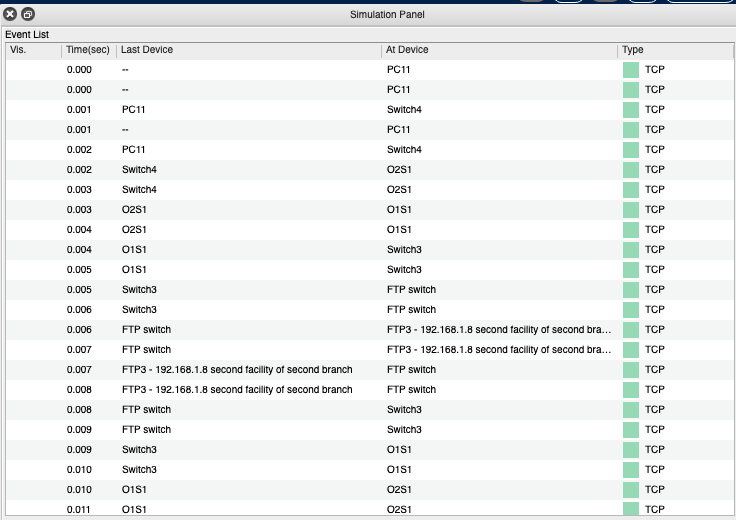 Simulation Panel
Event List
Vis. Time(sec) Last Device At Device Type
0.000 -- PC11 TCP
0.000 -- PC11 TCP
0.001 PC11 Switch4 TCP
0.001 -- PC11 TCP
0.002 PC11 Switch4 TCP
0.002 Switch4 O2S1 TCP
0.003 Switch4 O2S1 TCP
0.003 O2S1 O1S1 TCP
0.004 O2S1 O1S1 TCP
0.004 O1S1 Switch3 TCP
0.005 O1S1 Switch3 TCP
0.005 Switch3 FTP switch TCP
0.006 Switch3 FTP switch TCP
0.006 FTP switch FTP3 - 192.168.1.8 second facility of second bra... TCP
0.007 FTP switch FTP3 - 192.168.1.8 second facility of second bra... TCP
0.007 FTP3 - 192.168.1.8 second facility of second branch FTP switch TCP
0.008 FTP3 - 192.168.1.8 second facility of second branch FTP switch TCP
0.008 FTP switch Switch3 TCP
0.009 FTP switch Switch3 TCP
0.009 Switch3 O1S1 TCP
0.010 Switch3 O1S1 TCP
0.010 O1S1 O2S1 TCP
0.011 O1S1 O2S1 TCP